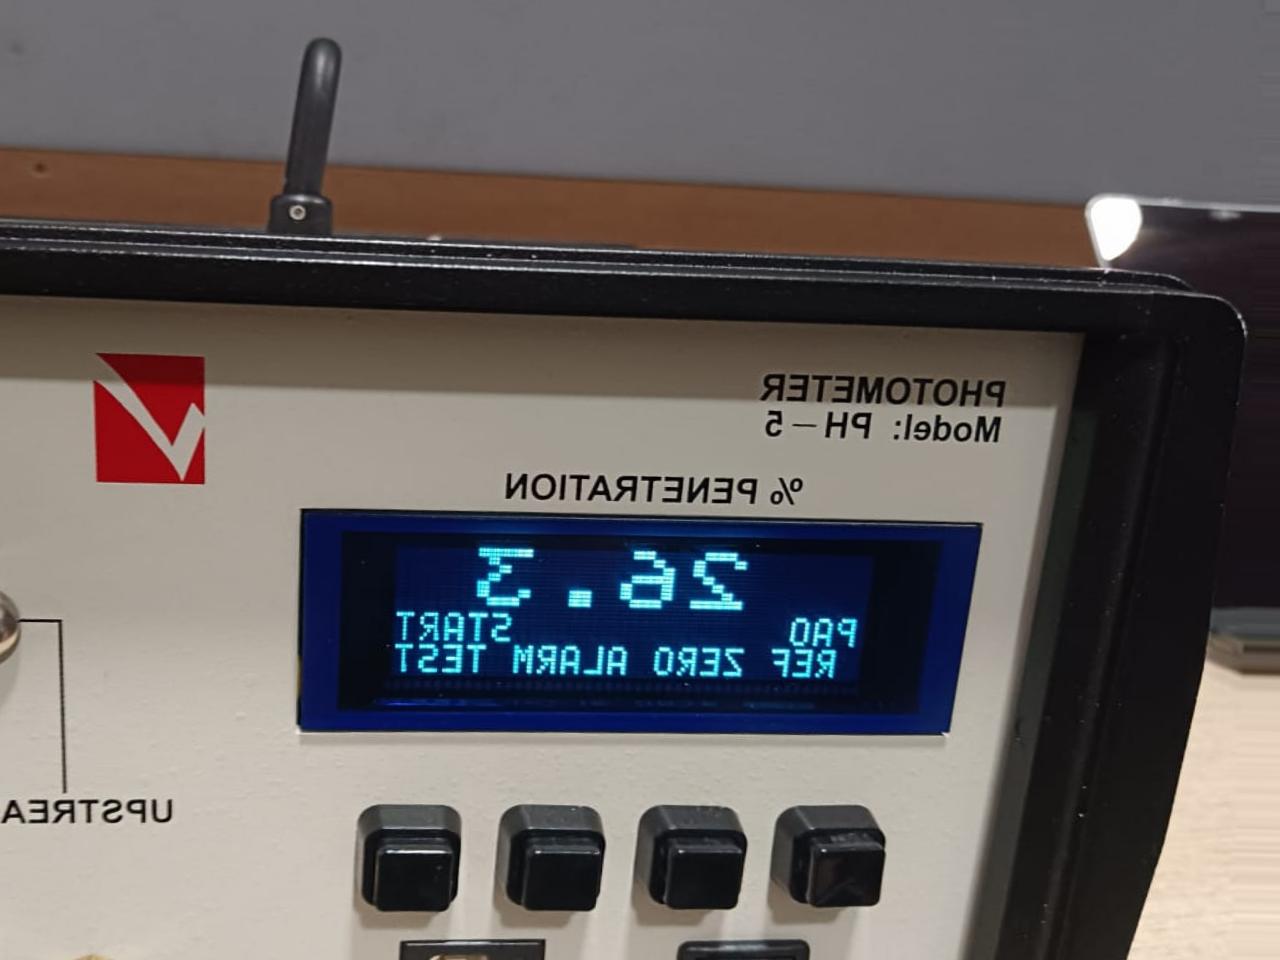 PHOTOMETER
Model: PH-5
% PENETRATION
26.3
PAO START
REF ZERO ALARM TEST
UPSTREA